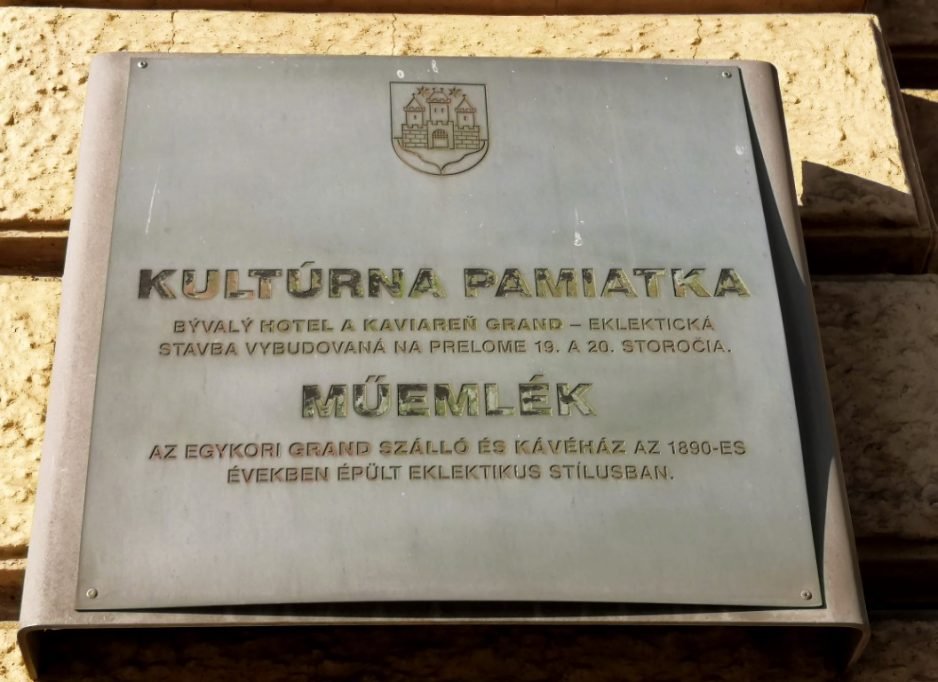 KULTÚRNA PAMIATKA
BÝVALÝ HOTEL A KAVIAREŇ GRAND – EKLEKTICKÁ
STAVBA VYBUDOVANÁ NA PRELOME 19. A 20. STOROČIA.
MŰEMLÉK
AZ EGYKORI GRAND SZÁLLÓ ÉS KÁVÉHÁZ AZ 1890-ES
ÉVEKBEN ÉPÜLT EKLEKTIKUS STÍLUSBAN.